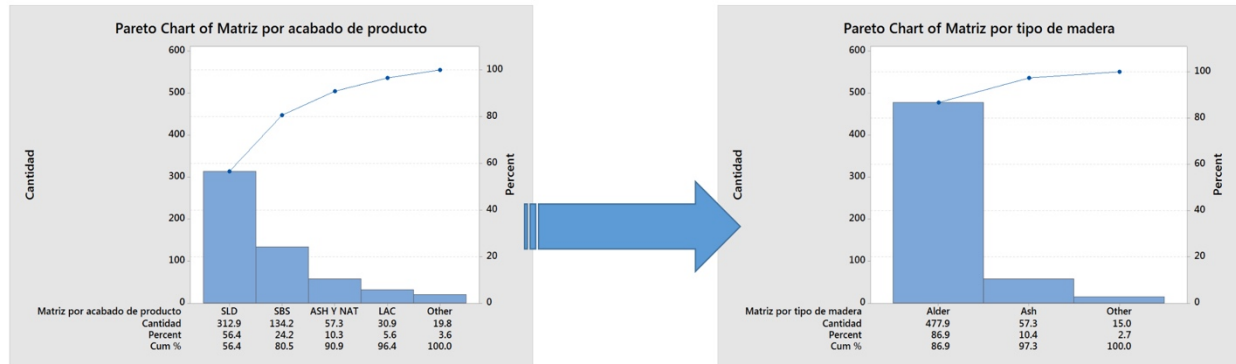 Pareto Chart of Matriz por acabado de producto
600
500
400
300
200
100
0
Cantidad
100
80
60
40
20
0
Percent
Matriz por acabado de producto SLD SBS ASH Y NAT LAC Other
Cantidad 312.9 134.2 57.3 30.9 19.8
Percent 56.4 24.2 10.3 5.6 3.6
Cum % 56.4 80.5 90.9 96.4 100.0
Pareto Chart of Matriz por tipo de madera
600
500
400
300
200
100
0
Cantidad
100
80
60
40
20
0
Percent
Matriz por tipo de madera Alder Ash Other
Cantidad 477.9 57.3 15.0
Percent 86.9 10.4 2.7
Cum % 86.9 97.3 100.0